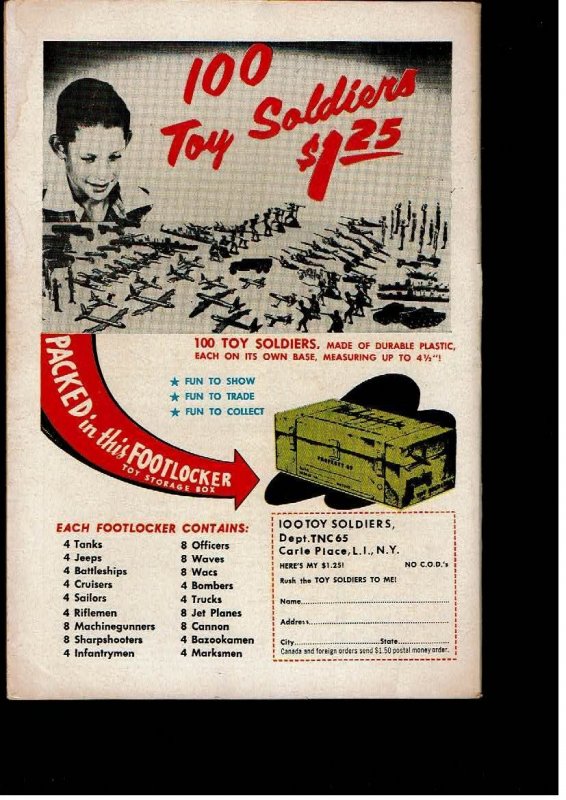 100
Toy Soldiers
$1.25
100 TOY SOLDIERS. MADE OF DURABLE PLASTIC,
EACH ON ITS OWN BASE, MEASURING UP TO 4½"!
★ FUN TO SHOW
★ FUN TO TRADE
★ FUN TO COLLECT
PACKED in this FOOTLOCKER
TOY STORAGE BOX
PROPERTY OF
EACH FOOTLOCKER CONTAINS:
4 Tanks
4 Jeeps
4 Battleships
4 Cruisers
4 Sailors
4 Riflemen
8 Machinegunners
8 Sharpshooters
4 Infantrymen
8 Officers
8 Waves
8 Wacs
4 Bombers
4 Trucks
8 Jet Planes
8 Cannon
4 Bazookamen
4 Marksmen
100 TOY SOLDIERS,
Dept. TNC65
Carle Place, L.I., N.Y.
HERE'S MY $1.25! NO C.O.D.'s
Rush the TOY SOLDIERS TO ME!
Name
Address
City State
Canada and foreign orders send $1.50 postal money order.